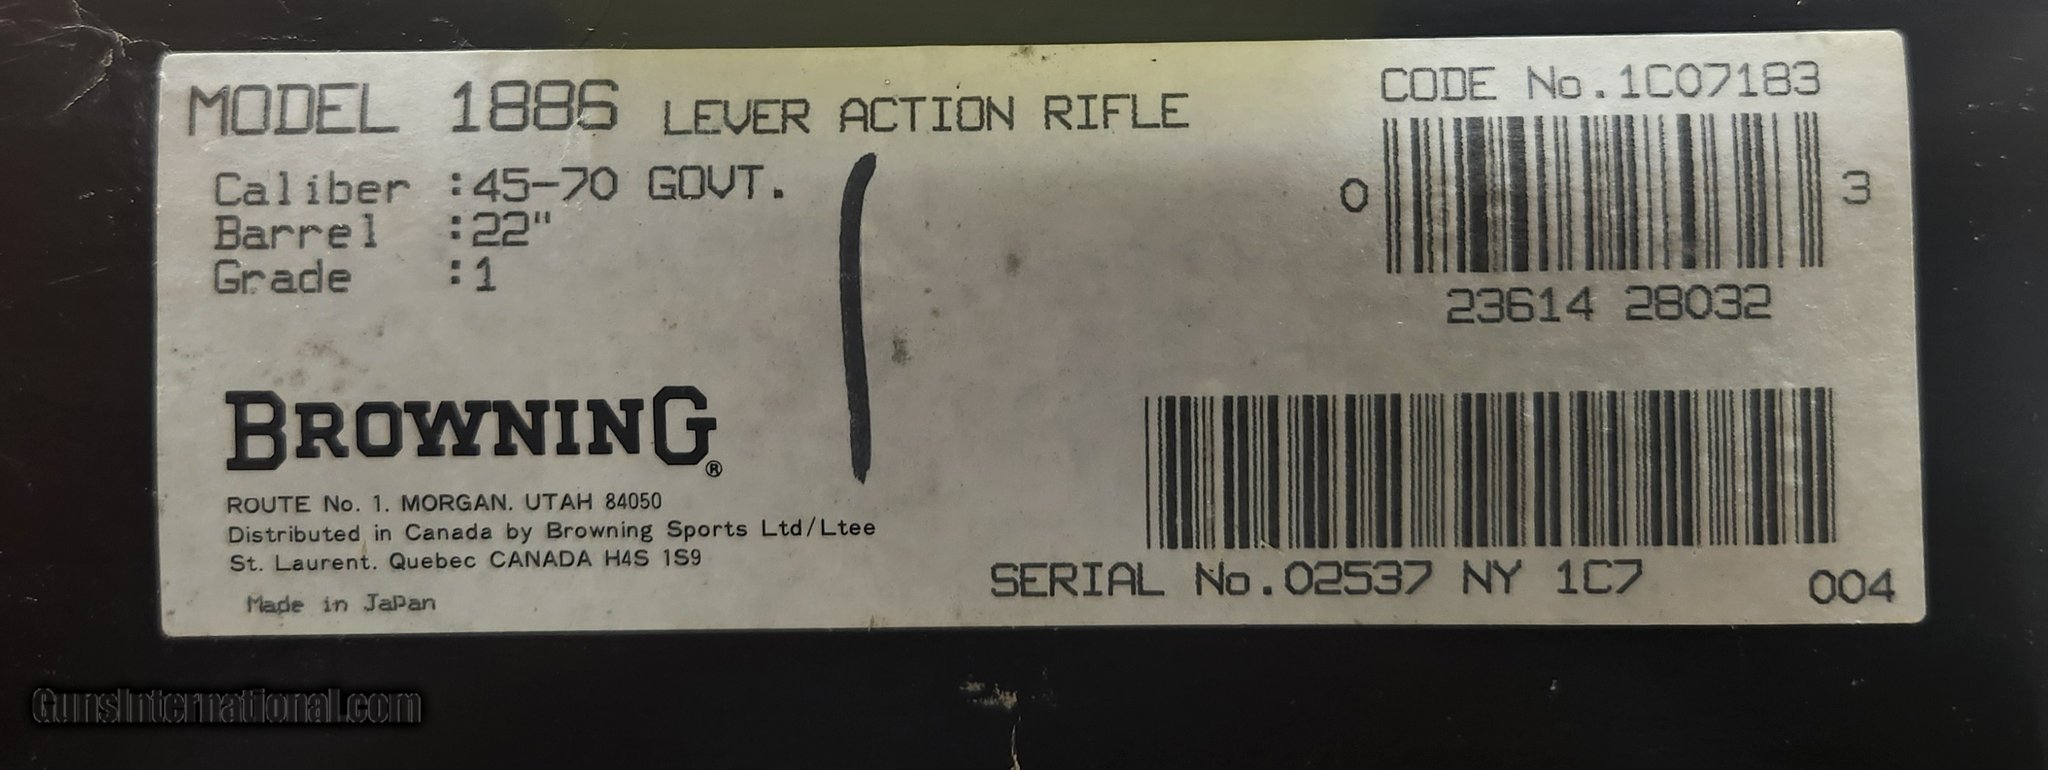 MODEL 1886 LEVER ACTION RIFLE
Caliber :45-70 GOVT.
Barrel :22"
Grade :1
CODE No.1C07183
0 3
23614 28032
BROWNING®
ROUTE No. 1. MORGAN. UTAH 84050
Distributed in Canada by Browning Sports Ltd/Ltee
St. Laurent. Quebec CANADA H4S 1S9
Made in Japan
SERIAL No.02537 NY 1C7 004
GunsInternational.com